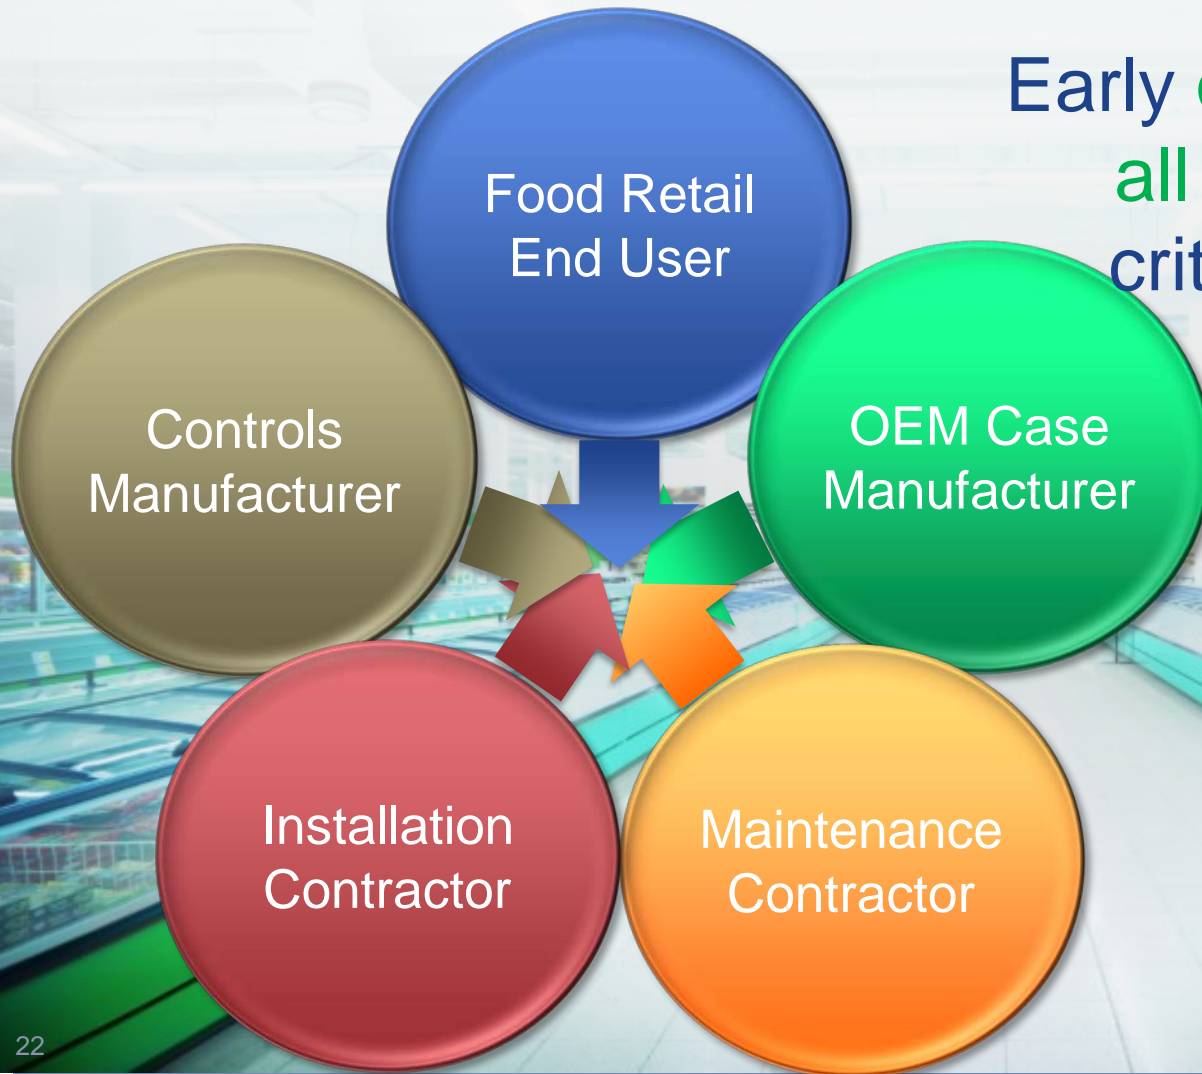 Early
all
Food Retail
End User
Controls
Manufacturer
OEM Case
Manufacturer
Installation
Contractor
Maintenance
Contractor
22